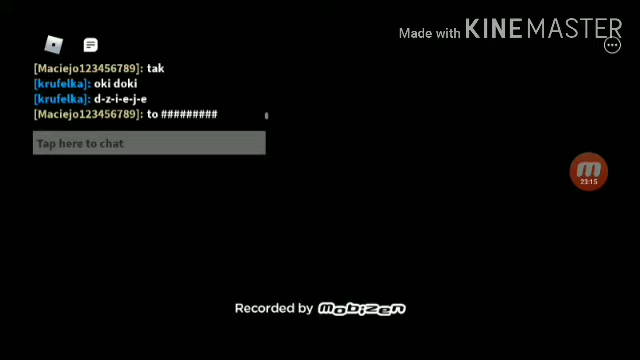 Made with KINEMASTER
[Maciejo123456789]: tak
[krufelka]: oki doki
[krufelka]: d-z-i-e-j-e
[Maciejo123456789]: to #########
Tap here to chat
23:15
Recorded by mobizen